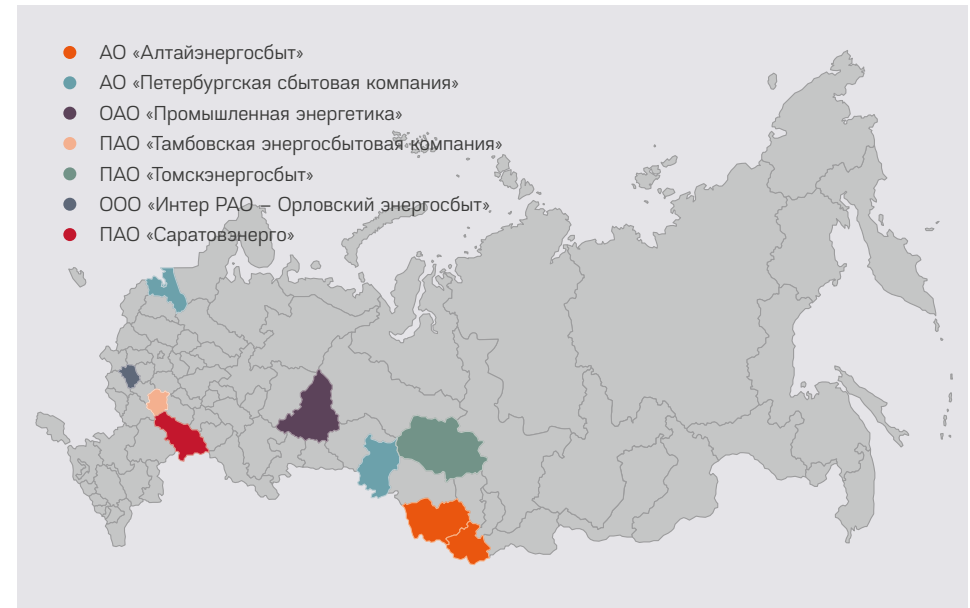 АО «Алтайэнергосбыт»
АО «Петербургская сбытовая компания»
ОАО «Промышленная энергетика»
ПАО «Тамбовская энергосбытовая компания»
ПАО «Томскэнергосбыт»
ООО «Интер РАО – Орловский энергосбыт»
ПАО «Саратовэнерго»